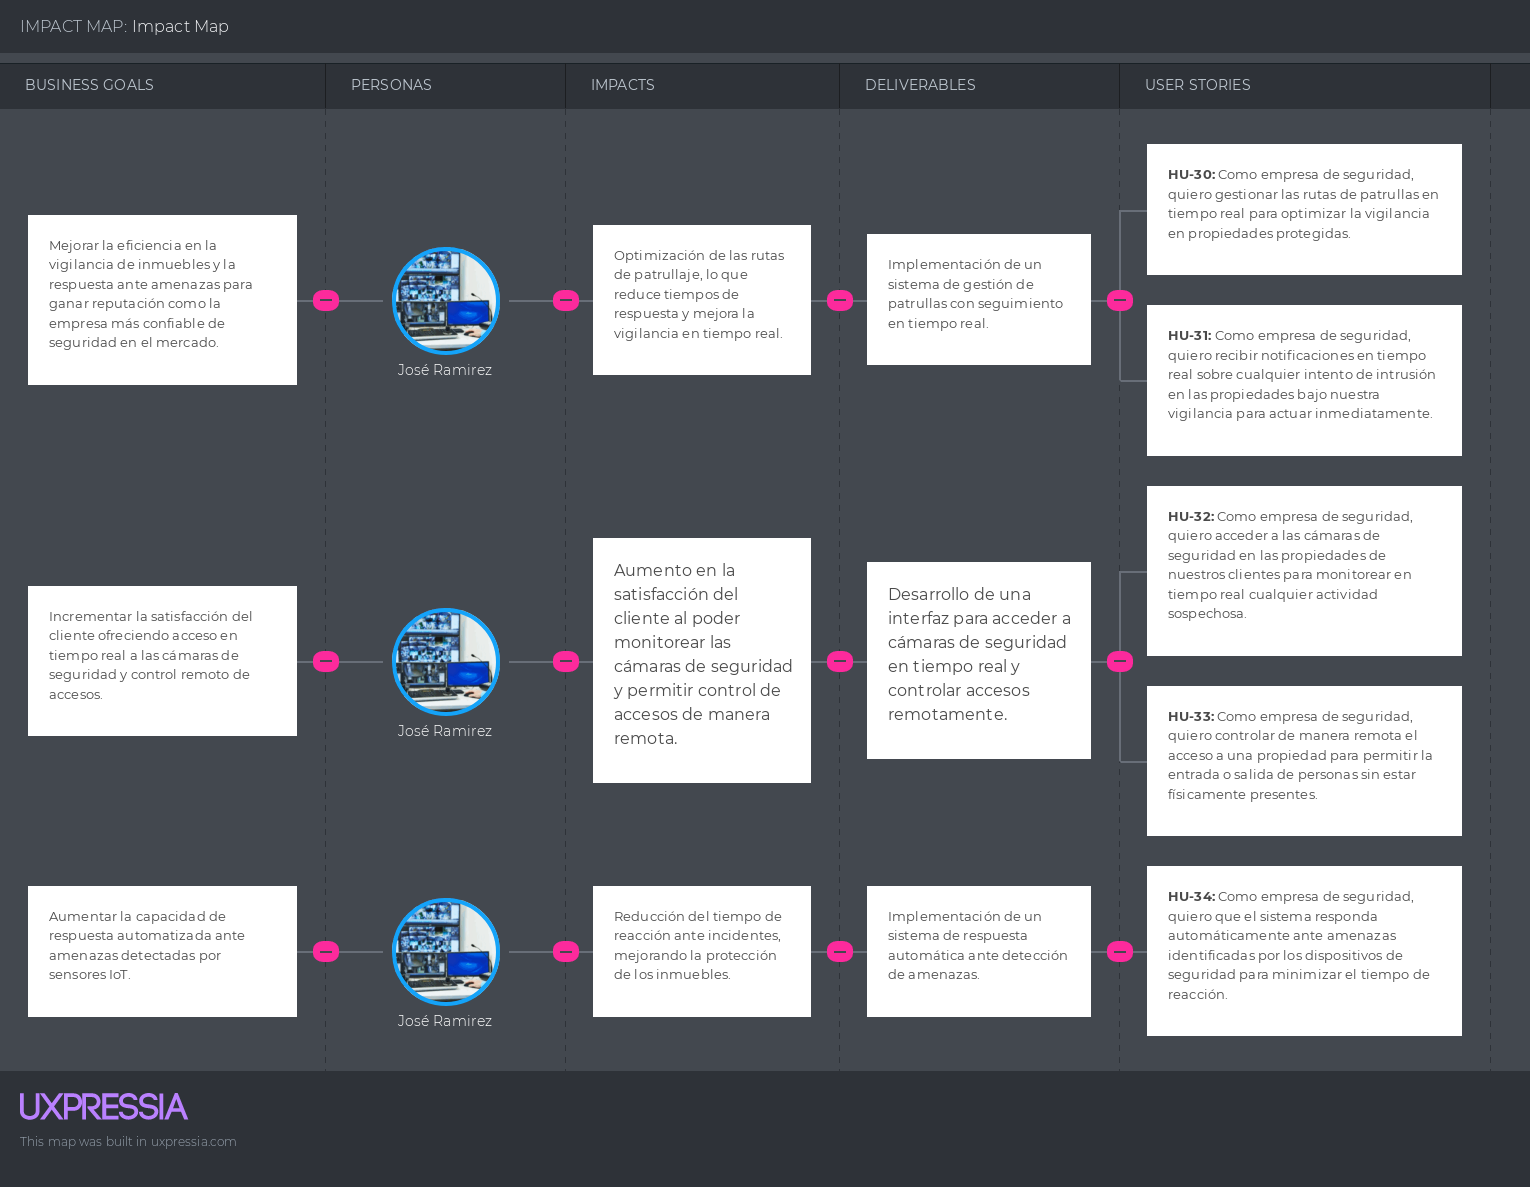 IMPACT MAP: Impact Map
BUSINESS GOALS
PERSONAS
IMPACTS
DELIVERABLES
USER STORIES
Mejorar la eficiencia en la
vigilancia de inmuebles y la
respuesta ante amenazas para
ganar reputación como la
empresa más confiable de
seguridad en el mercado.
José Ramirez
Optimización de las rutas
de patrullaje, lo que
reduce tiempos de
respuesta y mejora la
vigilancia en tiempo real.
Implementación de un
sistema de gestión de
patrullas con seguimiento
en tiempo real.
HU-30: Como empresa de seguridad,
quiero gestionar las rutas de patrullas en
tiempo real para optimizar la vigilancia
en propiedades protegidas.
HU-31: Como empresa de seguridad,
quiero recibir notificaciones en tiempo
real sobre cualquier intento de intrusión
en las propiedades bajo nuestra
vigilancia para actuar inmediatamente.
Incrementar la satisfacción del
cliente ofreciendo acceso en
tiempo real a las cámaras de
seguridad y control remoto de
accesos.
José Ramirez
Aumento en la
satisfacción del
cliente al poder
monitorear las
cámaras de seguridad
y permitir control de
accesos de manera
remota.
Desarrollo de una
interfaz para acceder a
cámaras de seguridad
en tiempo real y
controlar accesos
remotamente.
HU-32: Como empresa de seguridad,
quiero acceder a las cámaras de
seguridad en las propiedades de
nuestros clientes para monitorear en
tiempo real cualquier actividad
sospechosa.
HU-33: Como empresa de seguridad,
quiero controlar de manera remota el
acceso a una propiedad para permitir la
entrada o salida de personas sin estar
físicamente presentes.
Aumentar la capacidad de
respuesta automatizada ante
amenazas detectadas por
sensores IoT.
José Ramirez
Reducción del tiempo de
reacción ante incidentes,
mejorando la protección
de los inmuebles.
Implementación de un
sistema de respuesta
automática ante detección
de amenazas.
HU-34: Como empresa de seguridad,
quiero que el sistema responda
automáticamente ante amenazas
identificadas por los dispositivos de
seguridad para minimizar el tiempo de
reacción.
UXPRESSIA
This map was built in uxpressia.com